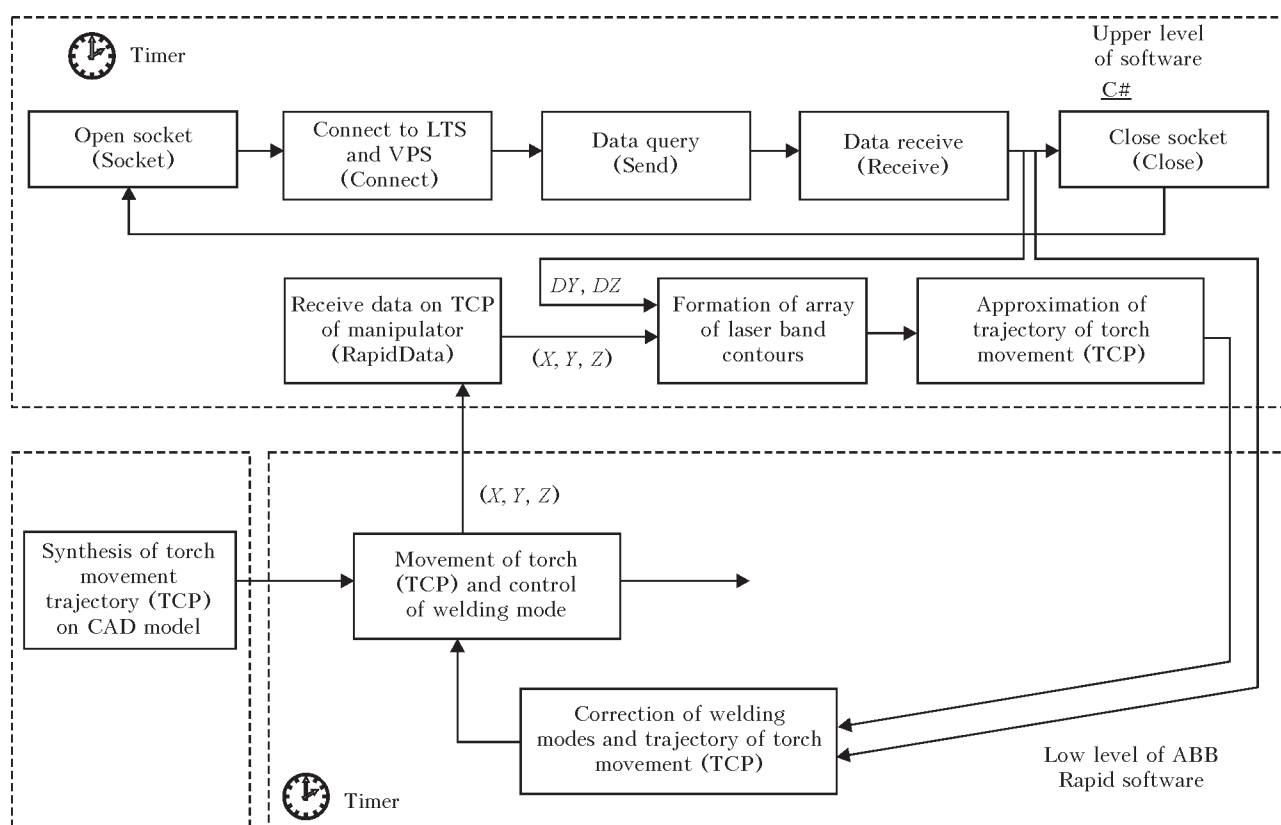 Timer
Upper level
of software
C#
Open socket
(Socket)
Connect to LTS
and VPS
(Connect)
Data query
(Send)
Data receive
(Receive)
Close socket
(Close)
Receive data on TCP
of manipulator
(RapidData)
DY, DZ
(X, Y, Z)
Formation of array
of laser band
contours
Approximation of
trajectory of torch
movement (TCP)
(X, Y, Z)
Synthesis of torch
movement
trajectory (TCP)
on CAD model
Movement of torch
(TCP) and control
of welding mode
Correction of welding
modes and trajectory of torch
movement (TCP)
Low level of ABB
Rapid software
Timer